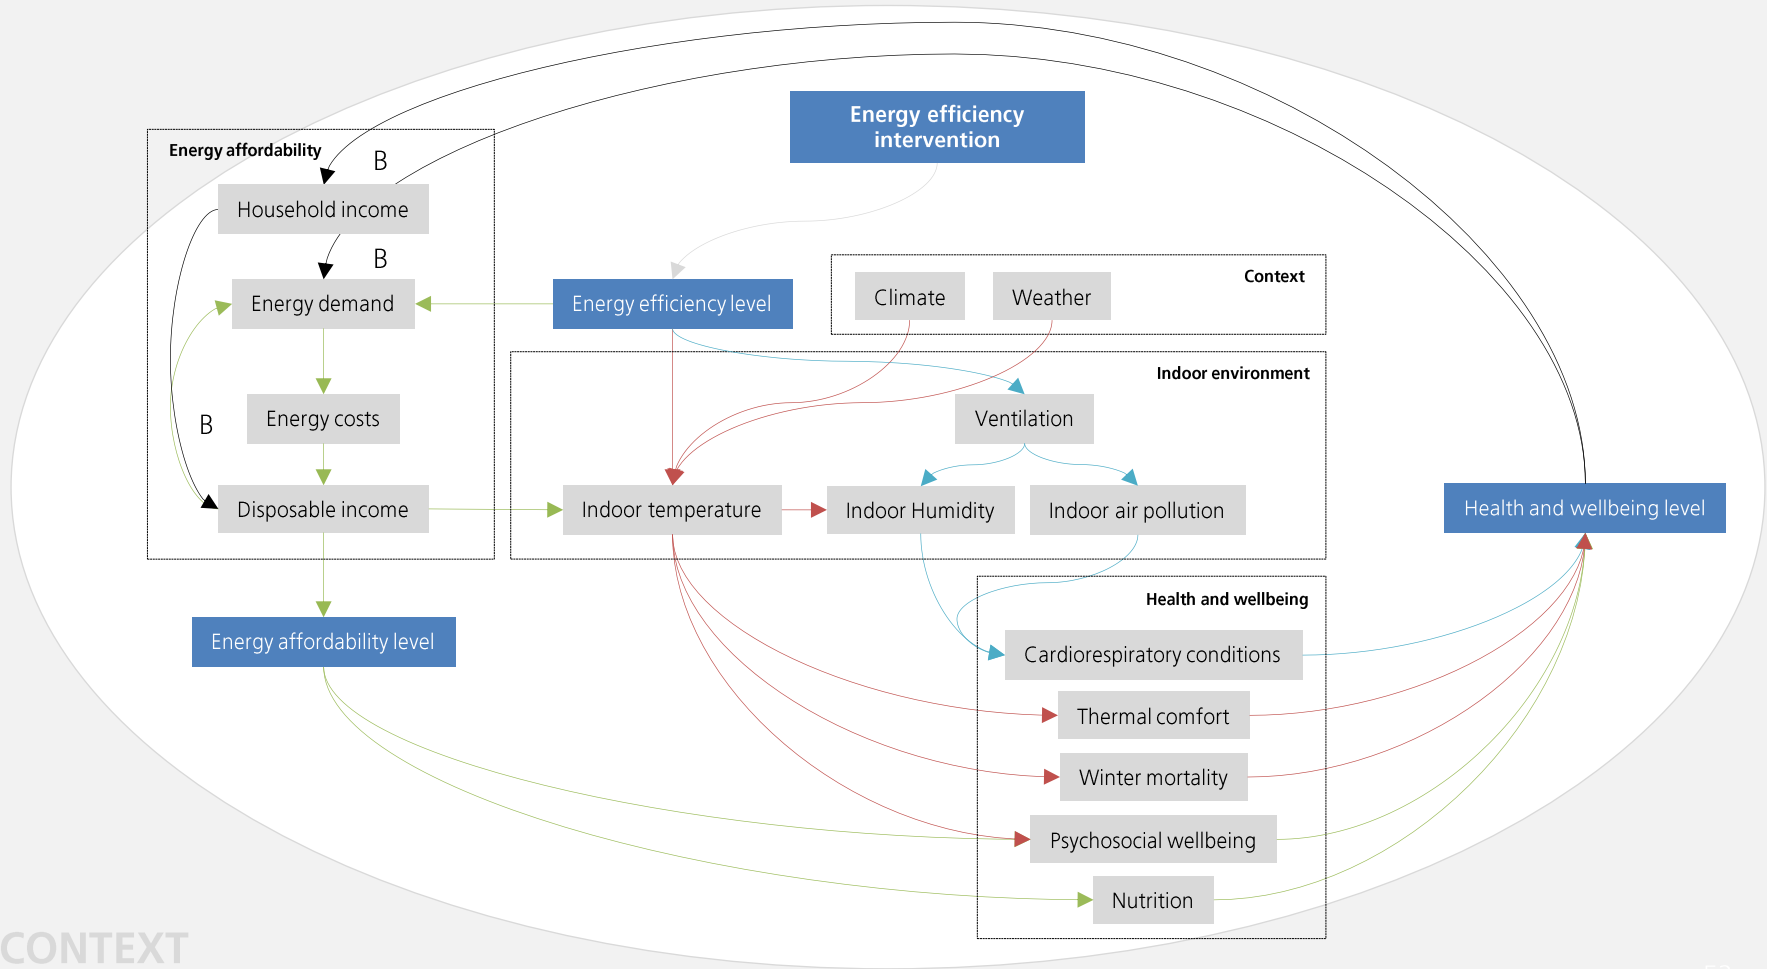 Energy efficiency
intervention
Energy affordability
B
Household income
B
Energy demand
Energy efficiency level
Context
Climate
Weather
Indoor environment
Energy costs
B
Ventilation
Disposable income
Indoor temperature
Indoor Humidity
Indoor air pollution
Health and wellbeing level
Health and wellbeing
Energy affordability level
Cardiorespiratory conditions
Thermal comfort
Winter mortality
Psychosocial wellbeing
Nutrition
CONTEXT